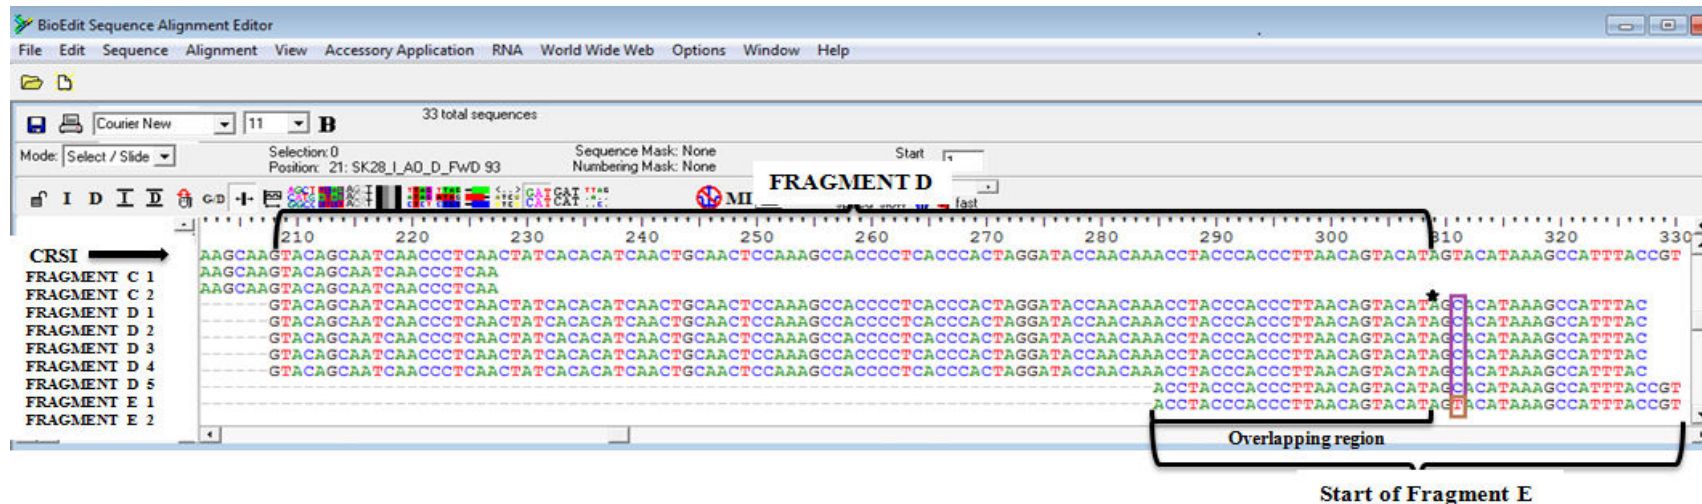 BioEdit Sequence Alignment Editor
File Edit Sequence Alignment View Accessory Application RNA World Wide Web Options Window Help
Courier New 11 B 33 total sequences
Mode: Select / Slide Selection: 0 Sequence Mask: None Start
Position: 21: SK28_I_A0_D_FWD 93 Numbering Mask: None
FRAGMENT D
I D I D G/D
fast
210 220 230 240 250 260 270 280 290 300 310 320 330
CRSI AAGCAAGTACAGCAATCAACCCTCAACTATCACACATCAACTGCAACTCCAAAGCCACCCCTCACCCACTAGGATACCAACAAACCTACCCACCCTTAACAGTACATAGTACATAAAGCCATTTACCGT
FRAGMENT C 1 AAGCAAGTACAGCAATCAACCCTCAA
FRAGMENT C 2 AAGCAAGTACAGCAATCAACCCTCAA
FRAGMENT D 1 ------GTACAGCAATCAACCCTCAACTATCACACATCAACTGCAACTCCAAAGCCACCCCTCACCCACTAGGATACCAACAAACCTACCCACCCTTAACAGTACATAGCACATAAAGCCATTTAC
FRAGMENT D 2 ------GTACAGCAATCAACCCTCAACTATCACACATCAACTGCAACTCCAAAGCCACCCCTCACCCACTAGGATACCAACAAACCTACCCACCCTTAACAGTACATAGCACATAAAGCCATTTAC
FRAGMENT D 3 ------GTACAGCAATCAACCCTCAACTATCACACATCAACTGCAACTCCAAAGCCACCCCTCACCCACTAGGATACCAACAAACCTACCCACCCTTAACAGTACATAGCACATAAAGCCATTTAC
FRAGMENT D 4 ------GTACAGCAATCAACCCTCAACTATCACACATCAACTGCAACTCCAAAGCCACCCCTCACCCACTAGGATACCAACAAACCTACCCACCCTTAACAGTACATAGCACATAAAGCCATTTAC
FRAGMENT D 5 ------GTACAGCAATCAACCCTCAACTATCACACATCAACTGCAACTCCAAAGCCACCCCTCACCCACTAGGATACCAACAAACCTACCCACCCTTAACAGTACATAGCACATAAAGCCATTTAC
FRAGMENT E 1 -----------------------------------------------------------------------------------ACCTACCCACCCTTAACAGTACATAGCACATAAAGCCATTTACCGT
FRAGMENT E 2 -----------------------------------------------------------------------------------ACCTACCCACCCTTAACAGTACATAGTACATAAAGCCATTTACCGT
Overlapping region
Start of Fragment E